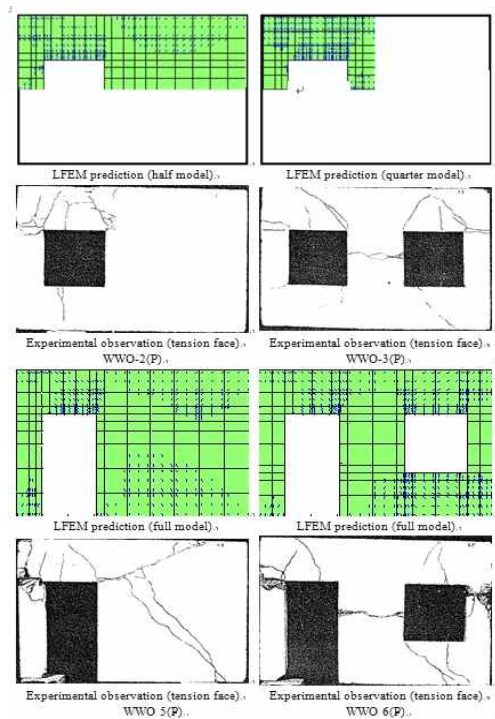 LFEM prediction (half model).
LFEM prediction (quarter model).
Experimental observation (tension face).
WWO-2(P).
Experimental observation (tension face).
WWO-3(P).
LFEM prediction (full model).
LFEM prediction (full model).
Experimental observation (tension face).
WWO 5(P).
Experimental observation (tension face).
WWO 6(P).